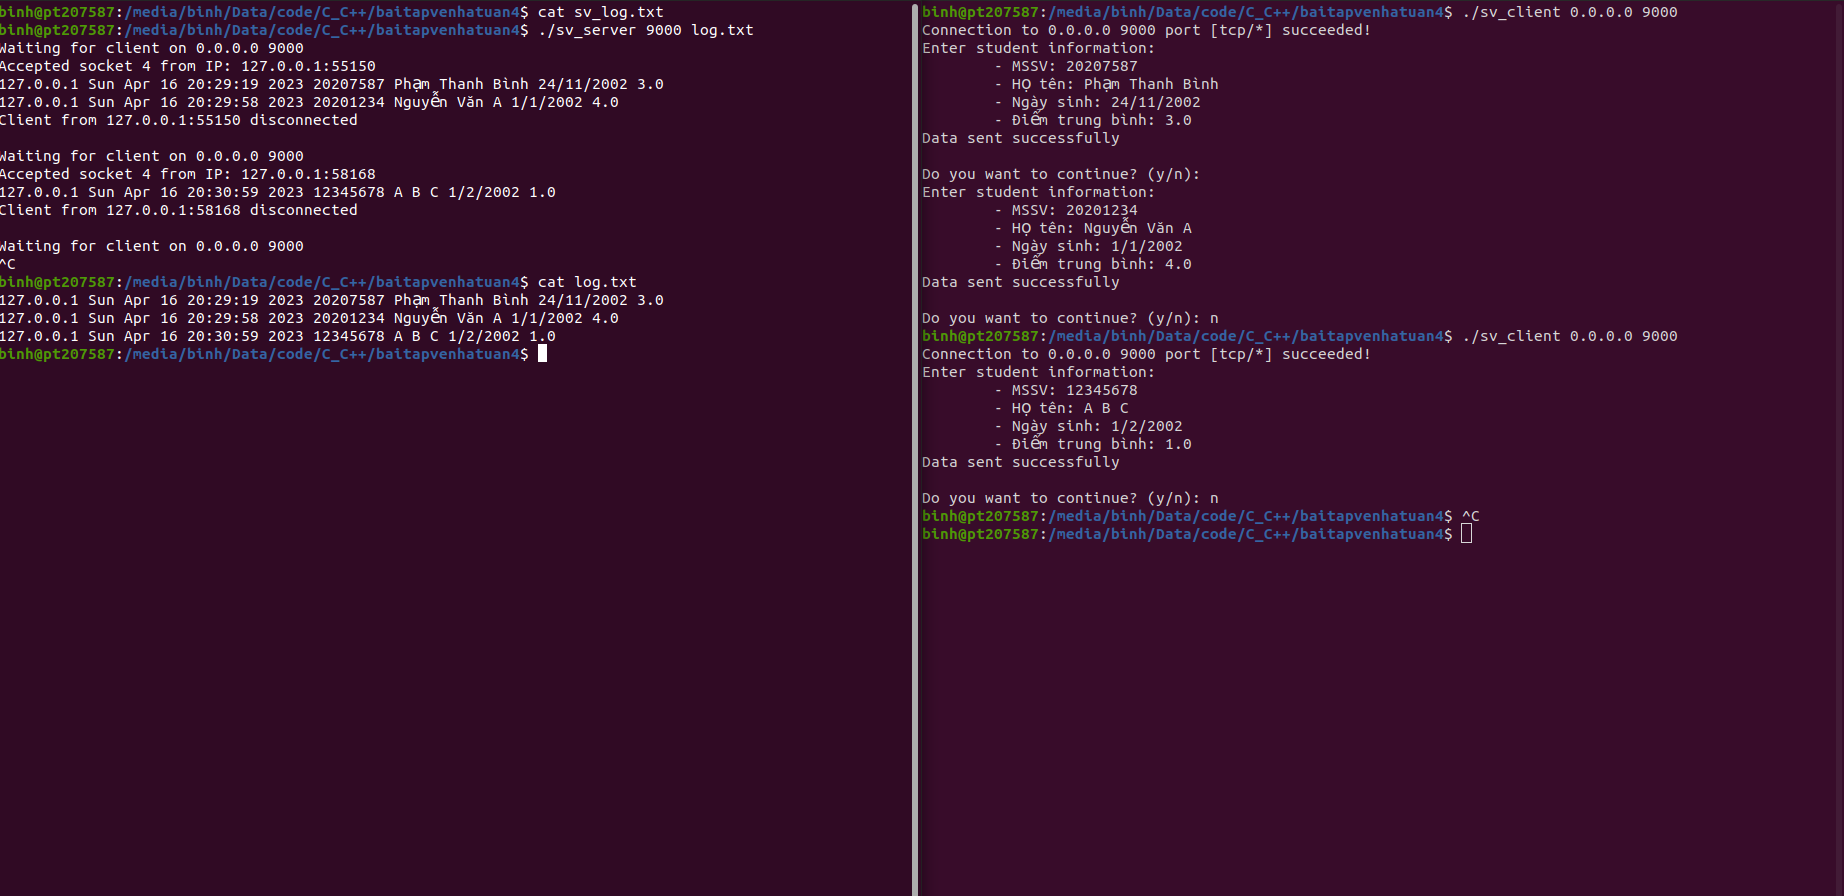 binh@pt207587:/media/binh/Data/code/C_C++/baitapvenhatuan4$ cat sv_log.txt
binh@pt207587:/media/binh/Data/code/C_C++/baitapvenhatuan4$ ./sv_server 9000 log.txt
Waiting for client on 0.0.0.0 9000
Accepted socket 4 from IP: 127.0.0.1:55150
127.0.0.1 Sun Apr 16 20:29:19 2023 20207587 Phạm Thanh Bình 24/11/2002 3.0
127.0.0.1 Sun Apr 16 20:29:58 2023 20201234 Nguyễn Văn A 1/1/2002 4.0
Client from 127.0.0.1:55150 disconnected
Waiting for client on 0.0.0.0 9000
Accepted socket 4 from IP: 127.0.0.1:58168
127.0.0.1 Sun Apr 16 20:30:59 2023 12345678 A B C 1/2/2002 1.0
Client from 127.0.0.1:58168 disconnected
Waiting for client on 0.0.0.0 9000
^C
binh@pt207587:/media/binh/Data/code/C_C++/baitapvenhatuan4$ cat log.txt
127.0.0.1 Sun Apr 16 20:29:19 2023 20207587 Phạm Thanh Bình 24/11/2002 3.0
127.0.0.1 Sun Apr 16 20:29:58 2023 20201234 Nguyễn Văn A 1/1/2002 4.0
127.0.0.1 Sun Apr 16 20:30:59 2023 12345678 A B C 1/2/2002 1.0
binh@pt207587:/media/binh/Data/code/C_C++/baitapvenhatuan4$
binh@pt207587:/media/binh/Data/code/C_C++/baitapvenhatuan4$ ./sv_client 0.0.0.0 9000
Connection to 0.0.0.0 9000 port [tcp/*] succeeded!
Enter student information:
- MSSV: 20207587
- Họ tên: Phạm Thanh Bình
- Ngày sinh: 24/11/2002
- Điểm trung bình: 3.0
Data sent successfully
Do you want to continue? (y/n):
Enter student information:
- MSSV: 20201234
- Họ tên: Nguyễn Văn A
- Ngày sinh: 1/1/2002
- Điểm trung bình: 4.0
Data sent successfully
Do you want to continue? (y/n): n
binh@pt207587:/media/binh/Data/code/C_C++/baitapvenhatuan4$ ./sv_client 0.0.0.0 9000
Connection to 0.0.0.0 9000 port [tcp/*] succeeded!
Enter student information:
- MSSV: 12345678
- Họ tên: A B C
- Ngày sinh: 1/2/2002
- Điểm trung bình: 1.0
Data sent successfully
Do you want to continue? (y/n): n
binh@pt207587:/media/binh/Data/code/C_C++/baitapvenhatuan4$ ^C
binh@pt207587:/media/binh/Data/code/C_C++/baitapvenhatuan4$